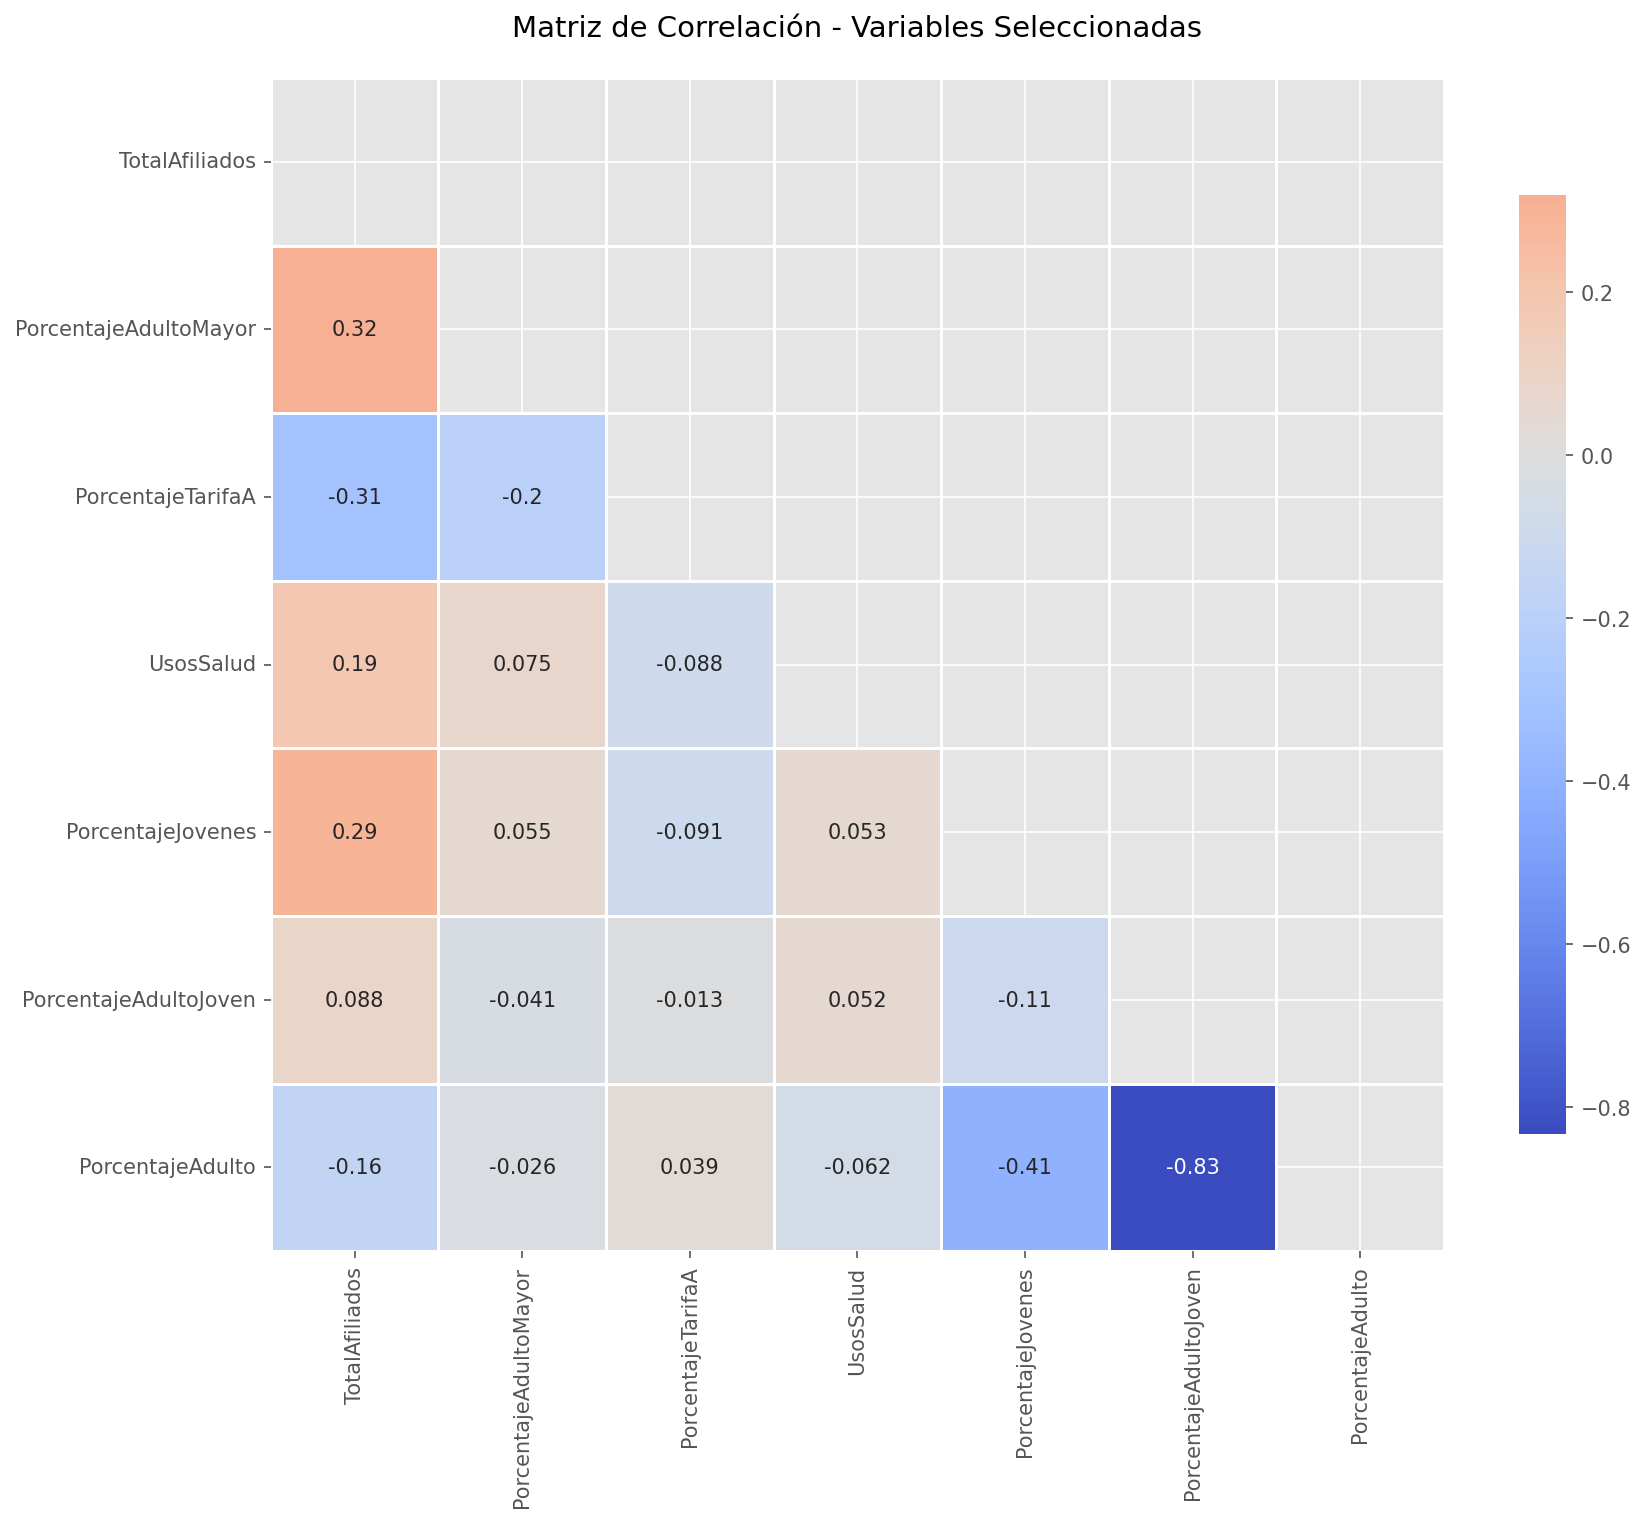 Matriz de Correlación - Variables Seleccionadas
TotalAfiliados
PorcentajeAdultoMayor
0.32
PorcentajeTarifaA
-0.31 -0.2
UsosSalud
0.19 0.075 -0.088
PorcentajeJovenes
0.29 0.055 -0.091 0.053
PorcentajeAdultoJoven
0.088 -0.041 -0.013 0.052 -0.11
PorcentajeAdulto
-0.16 -0.026 0.039 -0.062 -0.41 -0.83
TotalAfiliados
PorcentajeAdultoMayor
PorcentajeTarifaA
UsosSalud
PorcentajeJovenes
PorcentajeAdultoJoven
PorcentajeAdulto
0.2
0.0
−0.2
−0.4
−0.6
−0.8